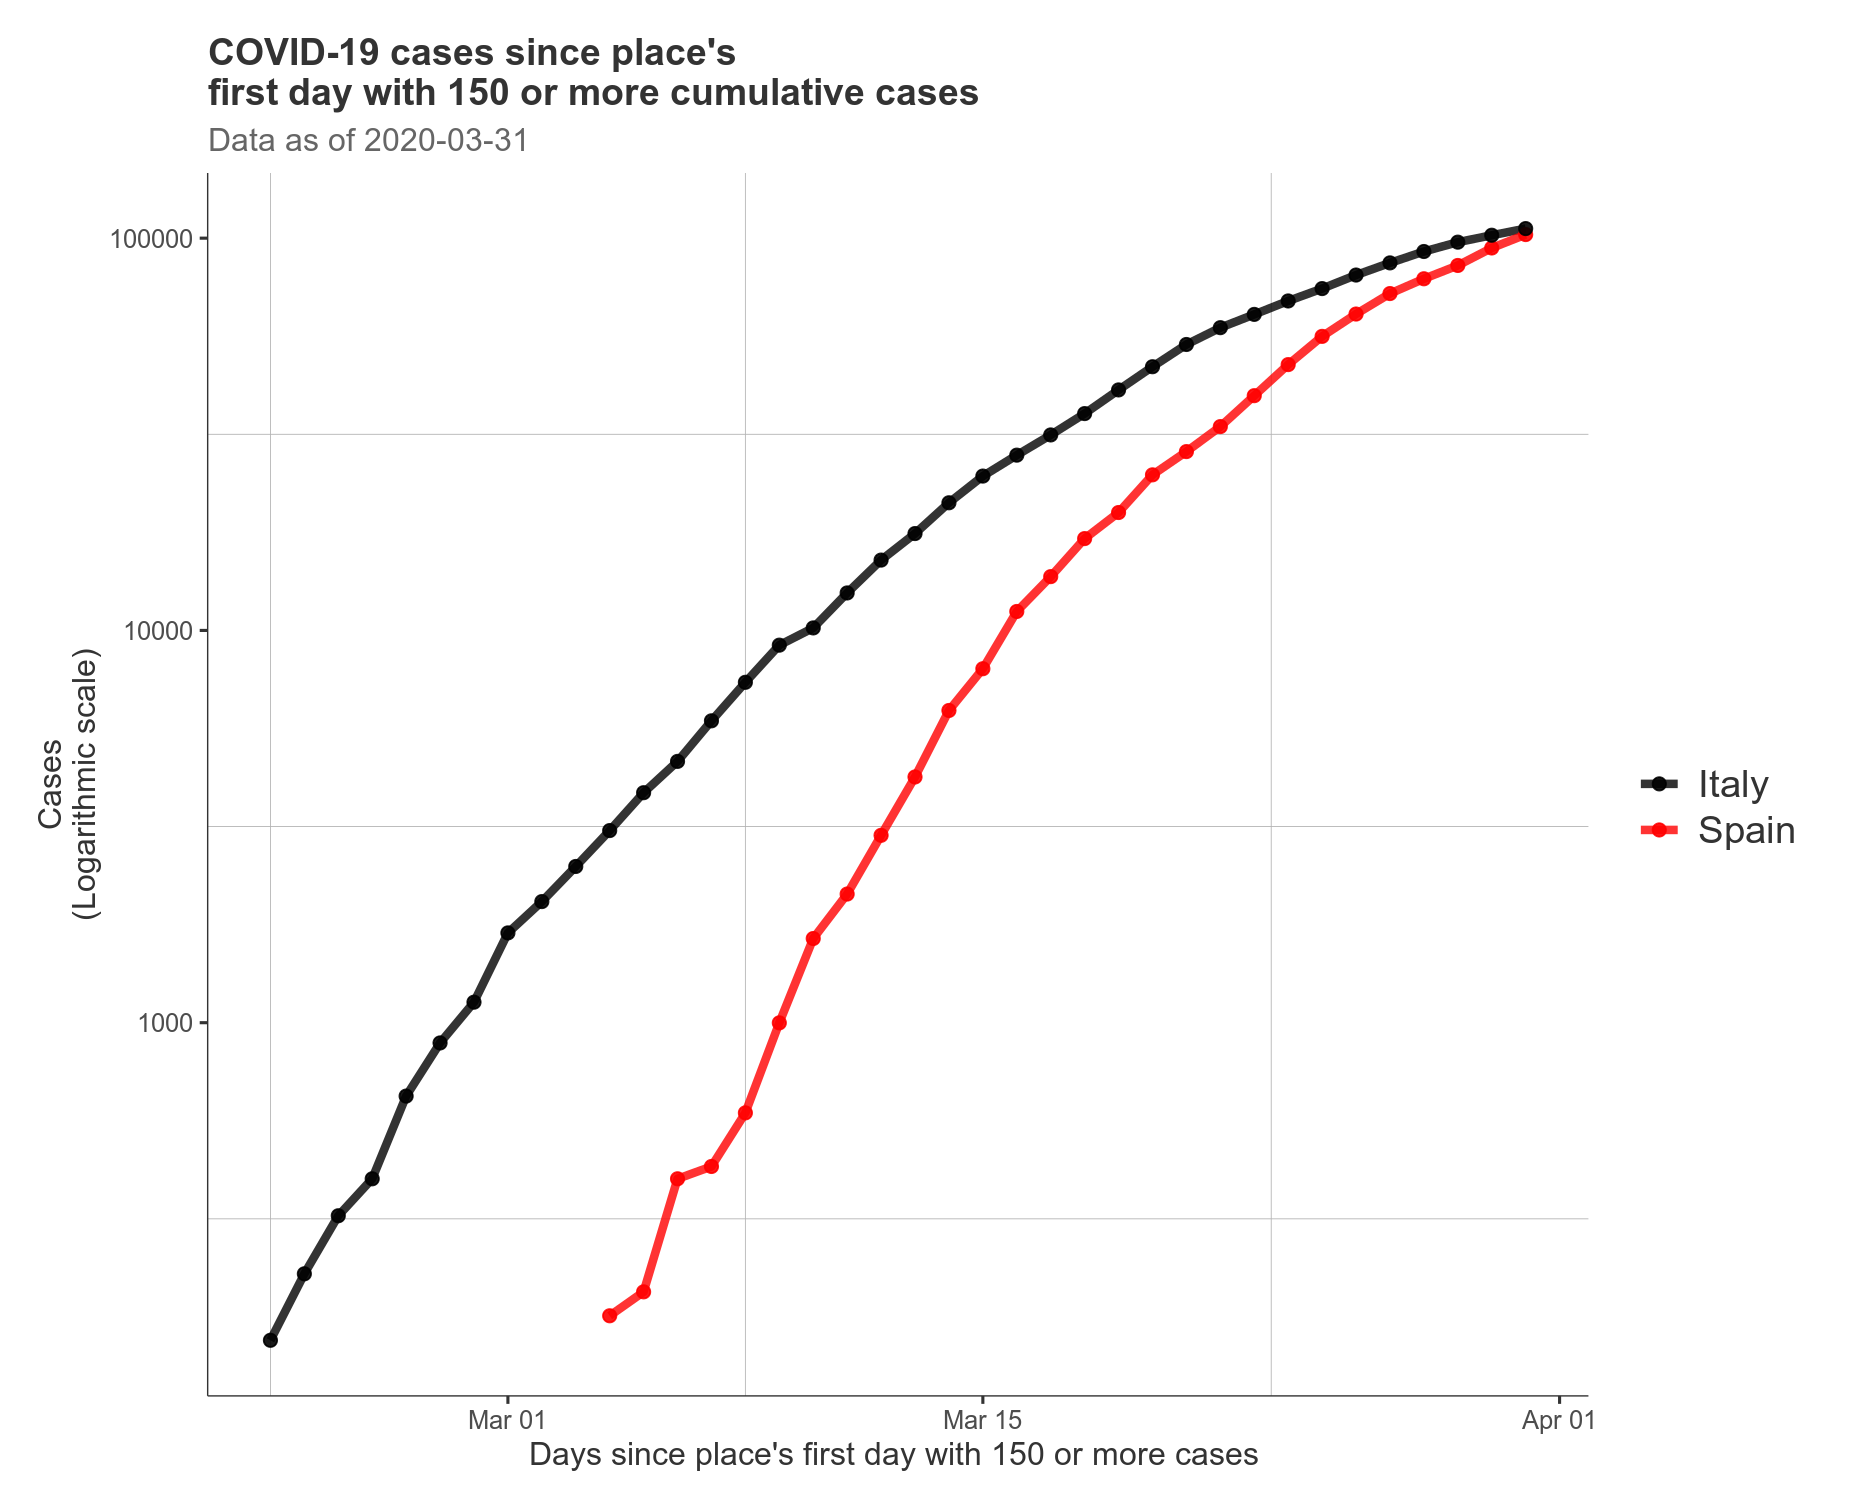 COVID-19 cases since place's
first day with 150 or more cumulative cases
Data as of 2020-03-31
100000
10000
1000
Cases
(Logarithmic scale)
Mar 01
Mar 15
Apr 01
Days since place's first day with 150 or more cases
Italy
Spain